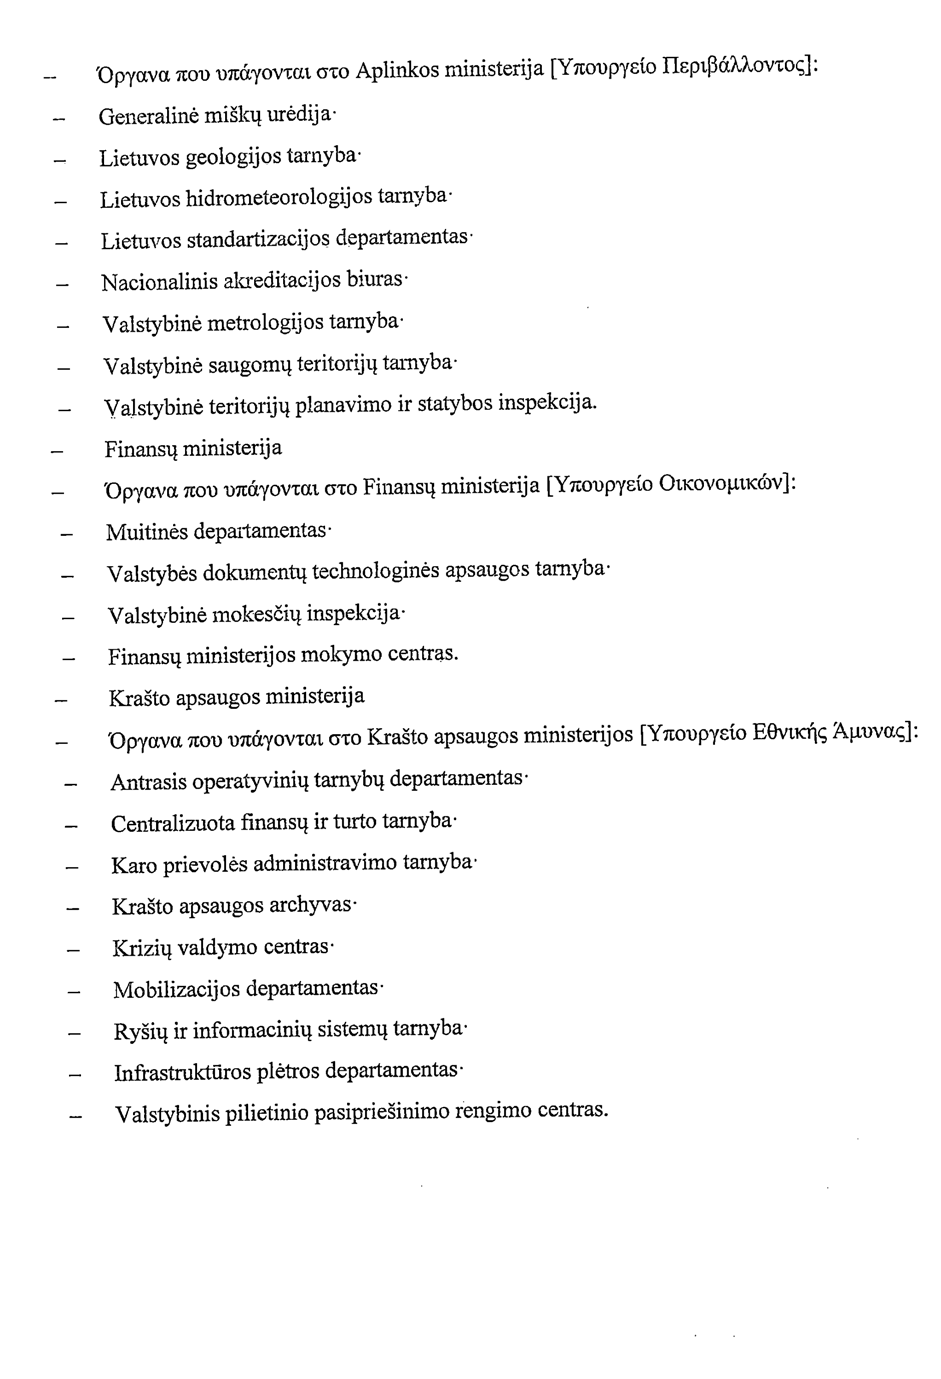 – Όργανα που υπάγονται στο Aplinkos ministerija [Υπουργείο Περιβάλλοντος]:
– Generalinė miškų urėdija·
– Lietuvos geologijos tarnyba·
– Lietuvos hidrometeorologijos tarnyba·
– Lietuvos standartizacijos departamentas·
– Nacionalinis akreditacijos biuras·
– Valstybinė metrologijos tarnyba·
– Valstybinė saugomų teritorijų tarnyba·
– Valstybinė teritorijų planavimo ir statybos inspekcija.
– Finansų ministerija
– Όργανα που υπάγονται στο Finansų ministerija [Υπουργείο Οικονομικών]:
– Muitinės departamentas·
– Valstybės dokumentų technologinės apsaugos tarnyba·
– Valstybinė mokesčių inspekcija·
– Finansų ministerijos mokymo centras.
– Krašto apsaugos ministerija
– Όργανα που υπάγονται στο Krašto apsaugos ministerijos [Υπουργείο Εθνικής Άμυνας]:
– Antrasis operatyvinių tarnybų departamentas·
– Centralizuota finansų ir turto tarnyba·
– Karo prievolės administravimo tarnyba·
– Krašto apsaugos archyvas·
– Krizių valdymo centras·
– Mobilizacijos departamentas·
– Ryšių ir informacinių sistemų tarnyba·
– Infrastruktūros plėtros departamentas·
– Valstybinis pilietinio pasipriešinimo rengimo centras.